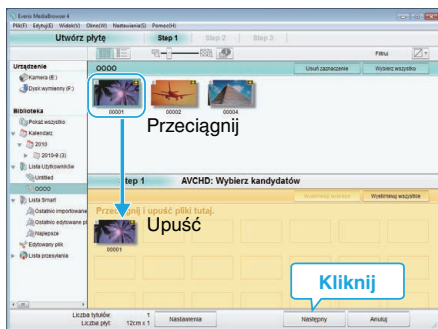 Everio MediaBrowser 4
Plik(F) Edytuj(E) Widok(V) Okno(W) Nastawienia(S) Pomoc(H)
Utwórz płytę Step 1 Step 2 Step 3
Filtruj
Urządzenie
Kamera (E:)
Dysk wymienny (F:)
Biblioteka
Pokaż wszystko
Kalendarz
2010
2010-9 (3)
Lista Użytkowników
Untitled
0000
Lista Smart
Ostatnio importowane
Ostatnio edytowane pl
Najlepsze
Edytowany plik
Lista przesyłania
0000 Usuń zaznaczenie Wybierz wszystko
00001 00002 00004
Przeciągnij
tep 1 AVCHD: Wybierz kandydatów
Wyeliminuj wszystkie
Przeciągnij i upuść pliki tutaj.
Upuść
00001
Kliknij
Liczba tytułów: 1
Liczba płyt: 12cm x 1
Nastawienia Następny Anuluj